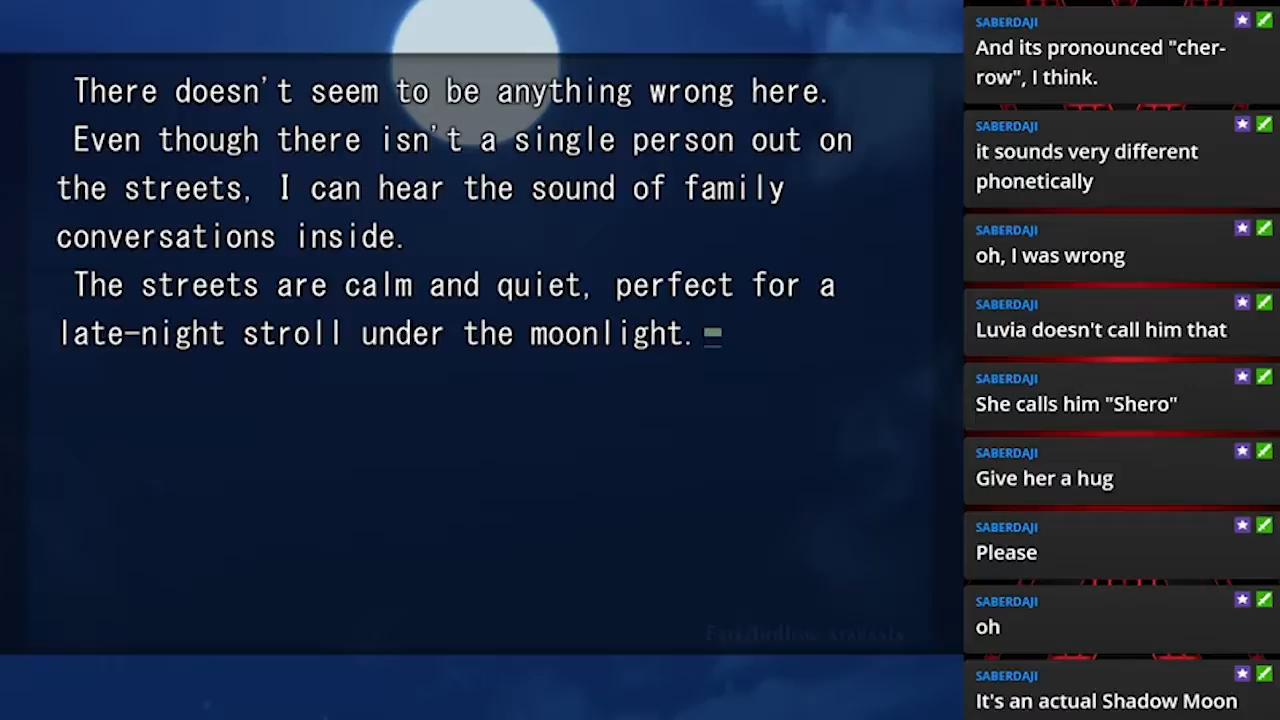 There doesn't seem to be anything wrong here.
Even though there isn't a single person out on
the streets, I can hear the sound of family
conversations inside.
The streets are calm and quiet, perfect for a
late-night stroll under the moonlight.
SABERDAJI
And its pronounced "cher-
row", I think.
SABERDAJI
it sounds very different
phonetically
SABERDAJI
oh, I was wrong
SABERDAJI
Luvia doesn't call him that
SABERDAJI
She calls him "Shero"
SABERDAJI
Give her a hug
SABERDAJI
Please
SABERDAJI
oh
SABERDAJI
It's an actual Shadow Moon